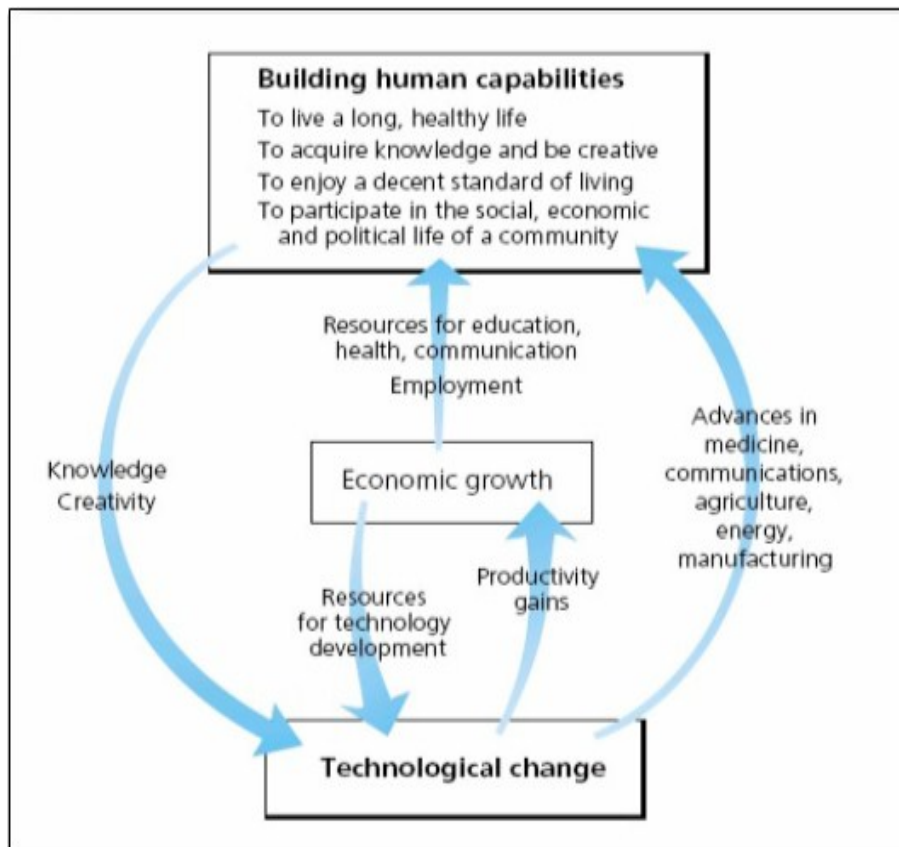 Building human capabilities
To live a long, healthy life
To acquire knowledge and be creative
To enjoy a decent standard of living
To participate in the social, economic
and political life of a community
Resources for education,
health, communication
Employment
Advances in
medicine,
communications,
agriculture,
energy,
manufacturing
Knowledge
Creativity
Economic growth
Productivity
gains
Resources
for technology
development
Technological change